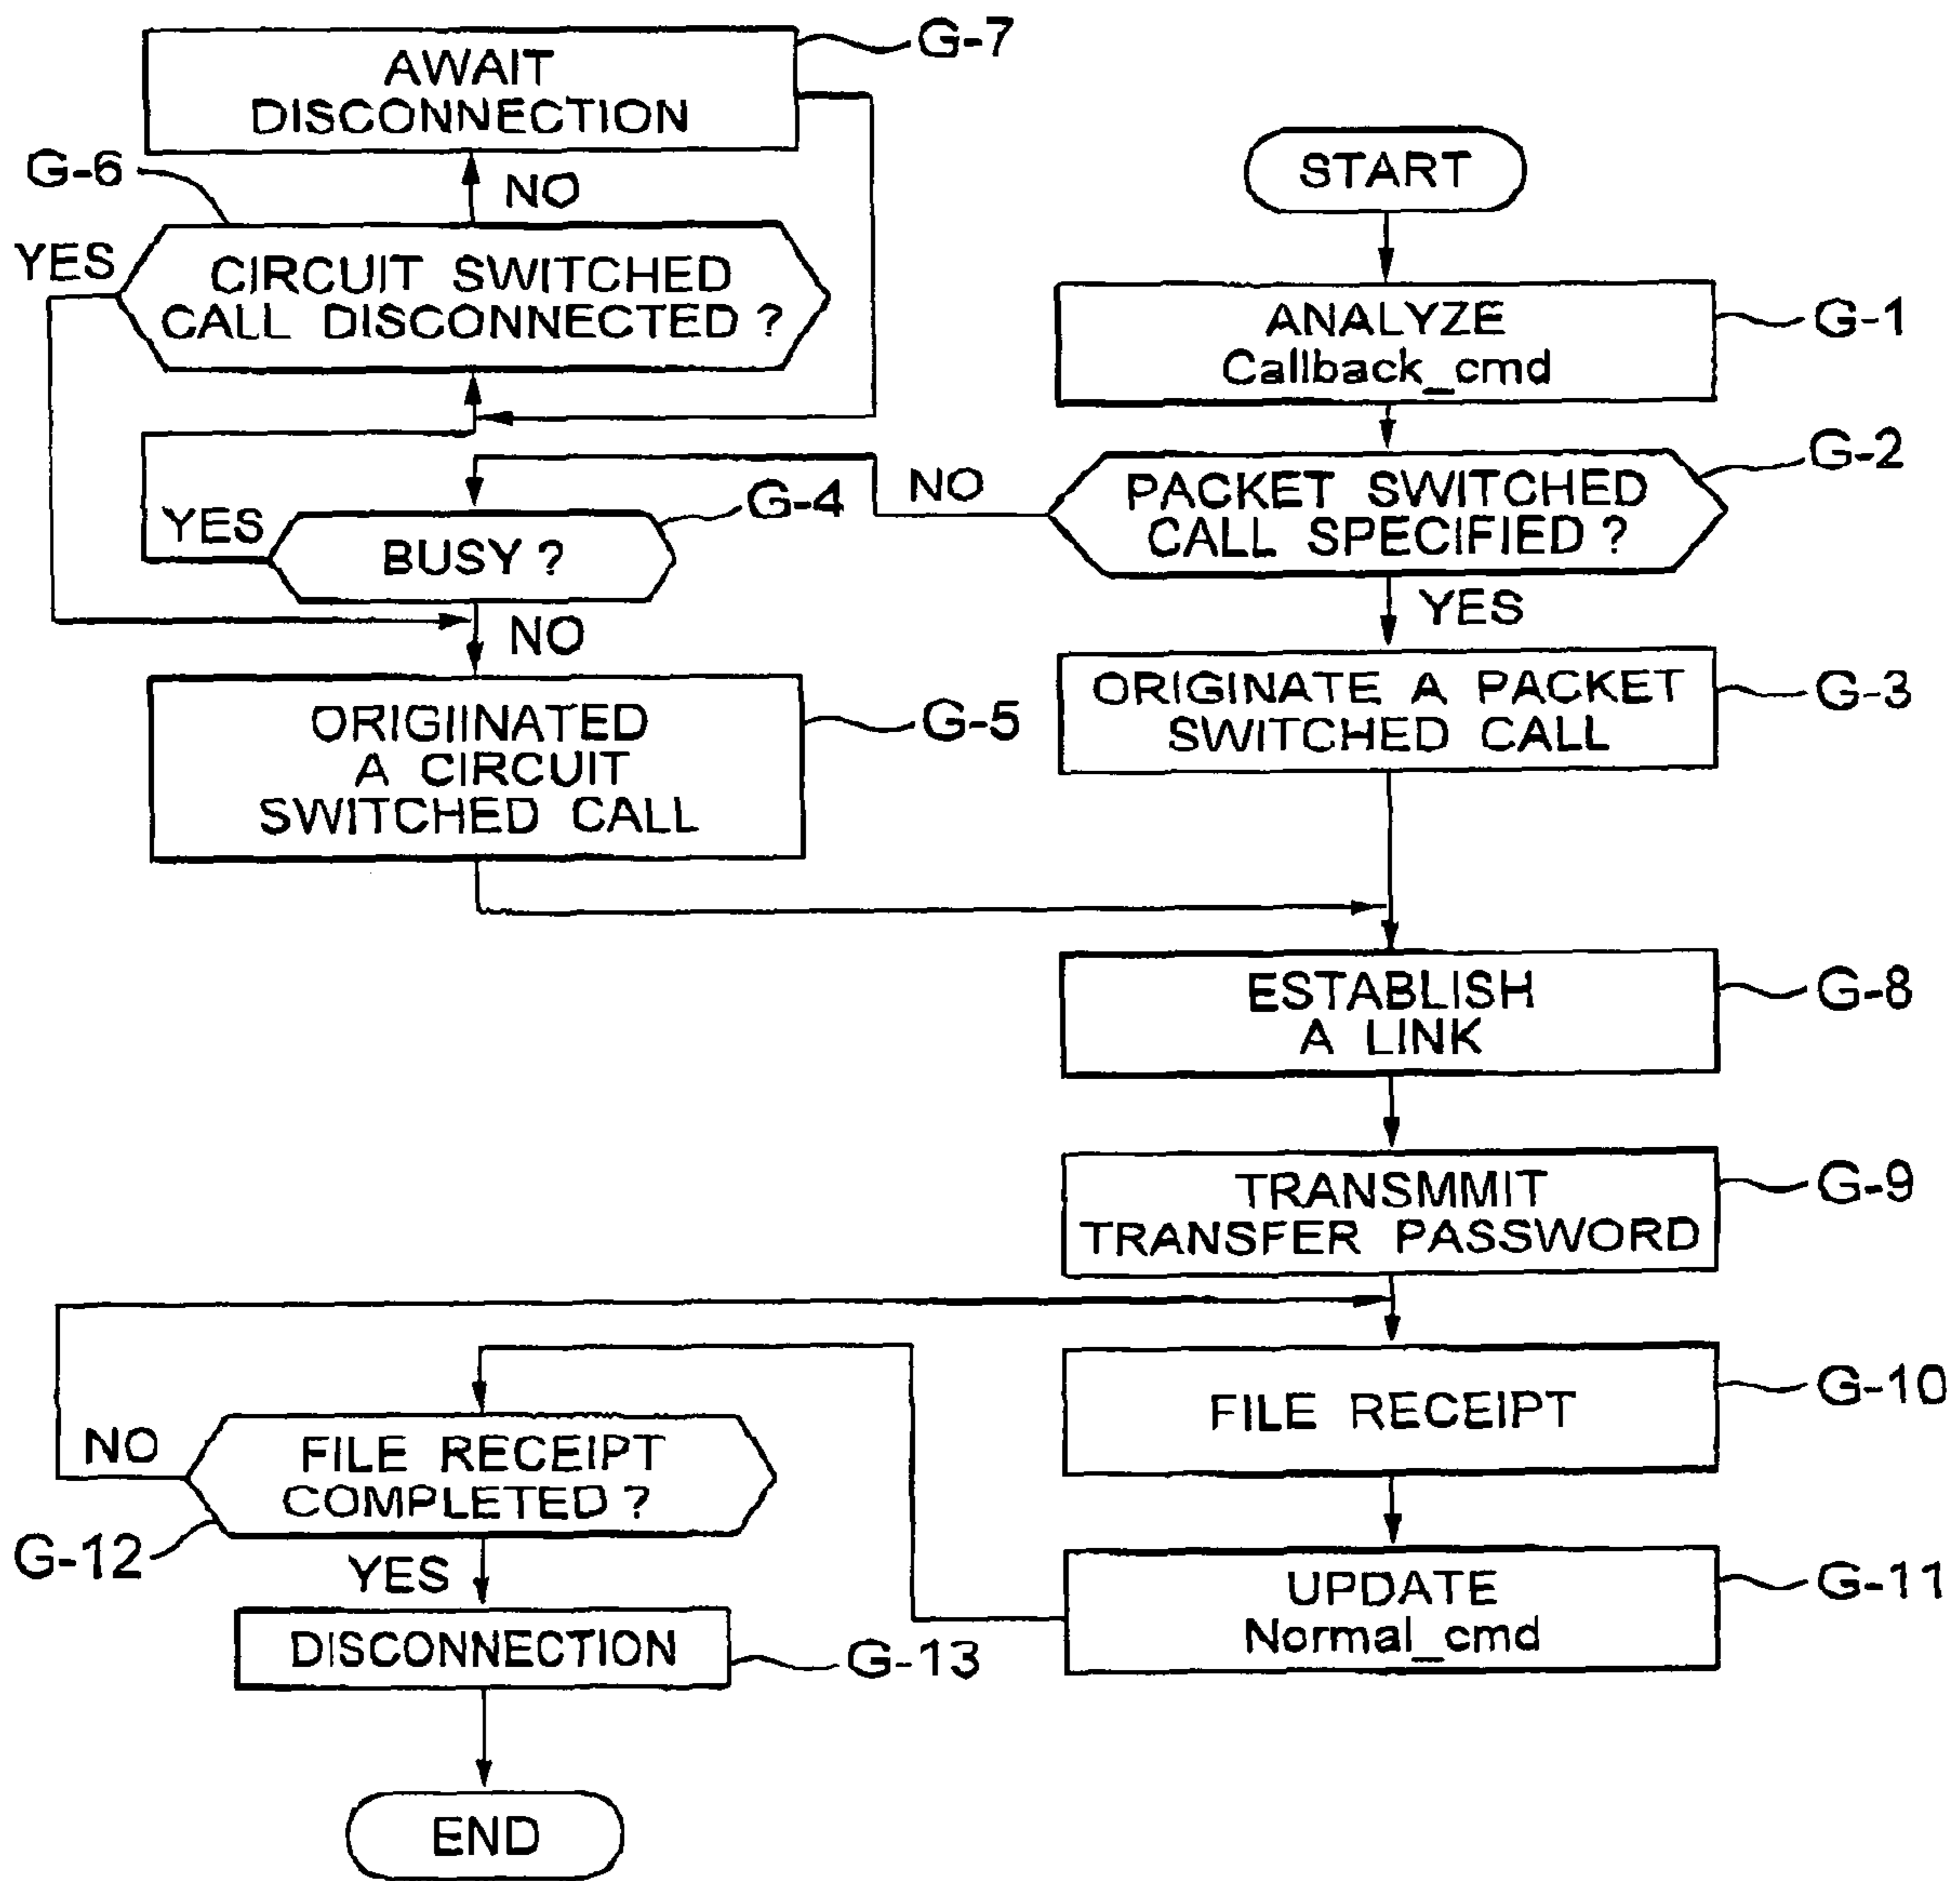 START
ANALYZE
Callback_cmd
G-1
PACKET SWITCHED
CALL SPECIFIED ?
G-2
NO
YES
ORIGINATE A PACKET
SWITCHED CALL
G-3
BUSY ?
G-4
YES
NO
ORIGIINATED
A CIRCUIT
SWITCHED CALL
G-5
CIRCUIT SWITCHED
CALL DISCONNECTED ?
G-6
YES
NO
AWAIT
DISCONNECTION
G-7
ESTABLISH
A LINK
G-8
TRANSMMIT
TRANSFER PASSWORD
G-9
FILE RECEIPT
G-10
UPDATE
Normal_cmd
G-11
FILE RECEIPT
COMPLETED ?
G-12
NO
YES
DISCONNECTION
G-13
END